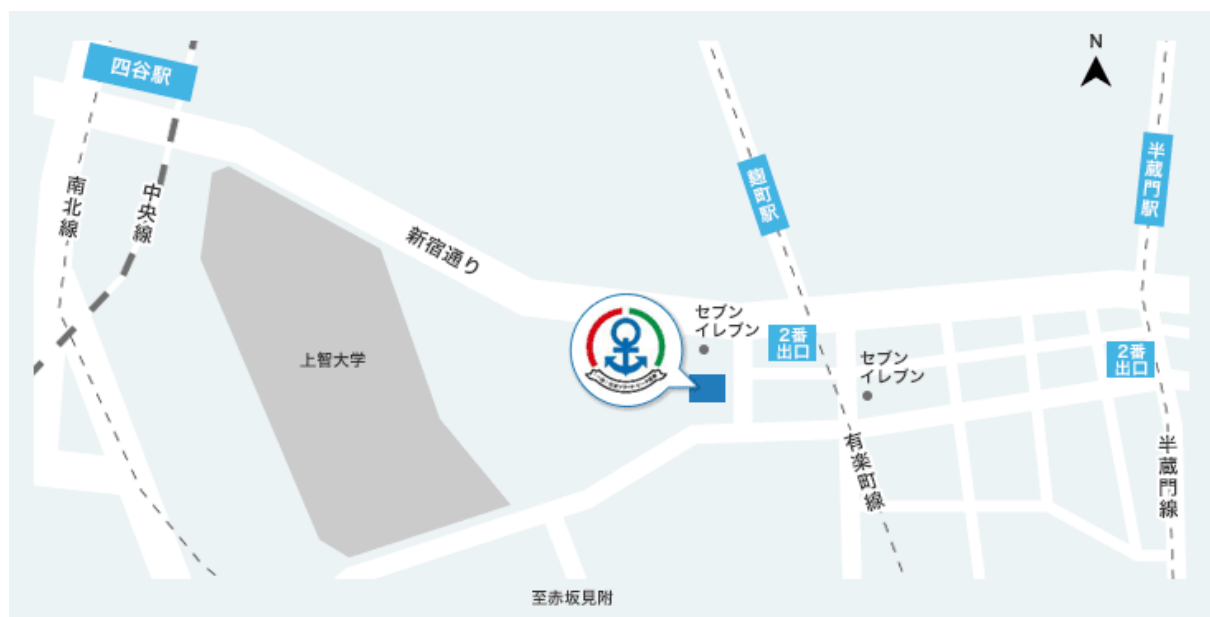 N
四谷駅
南北線
中央線
新宿通り
麹町駅
半蔵門駅
セブン
イレブン
2番
出口
セブン
イレブン
2番
出口
上智大学
有楽町線
半蔵門線
至赤坂見附